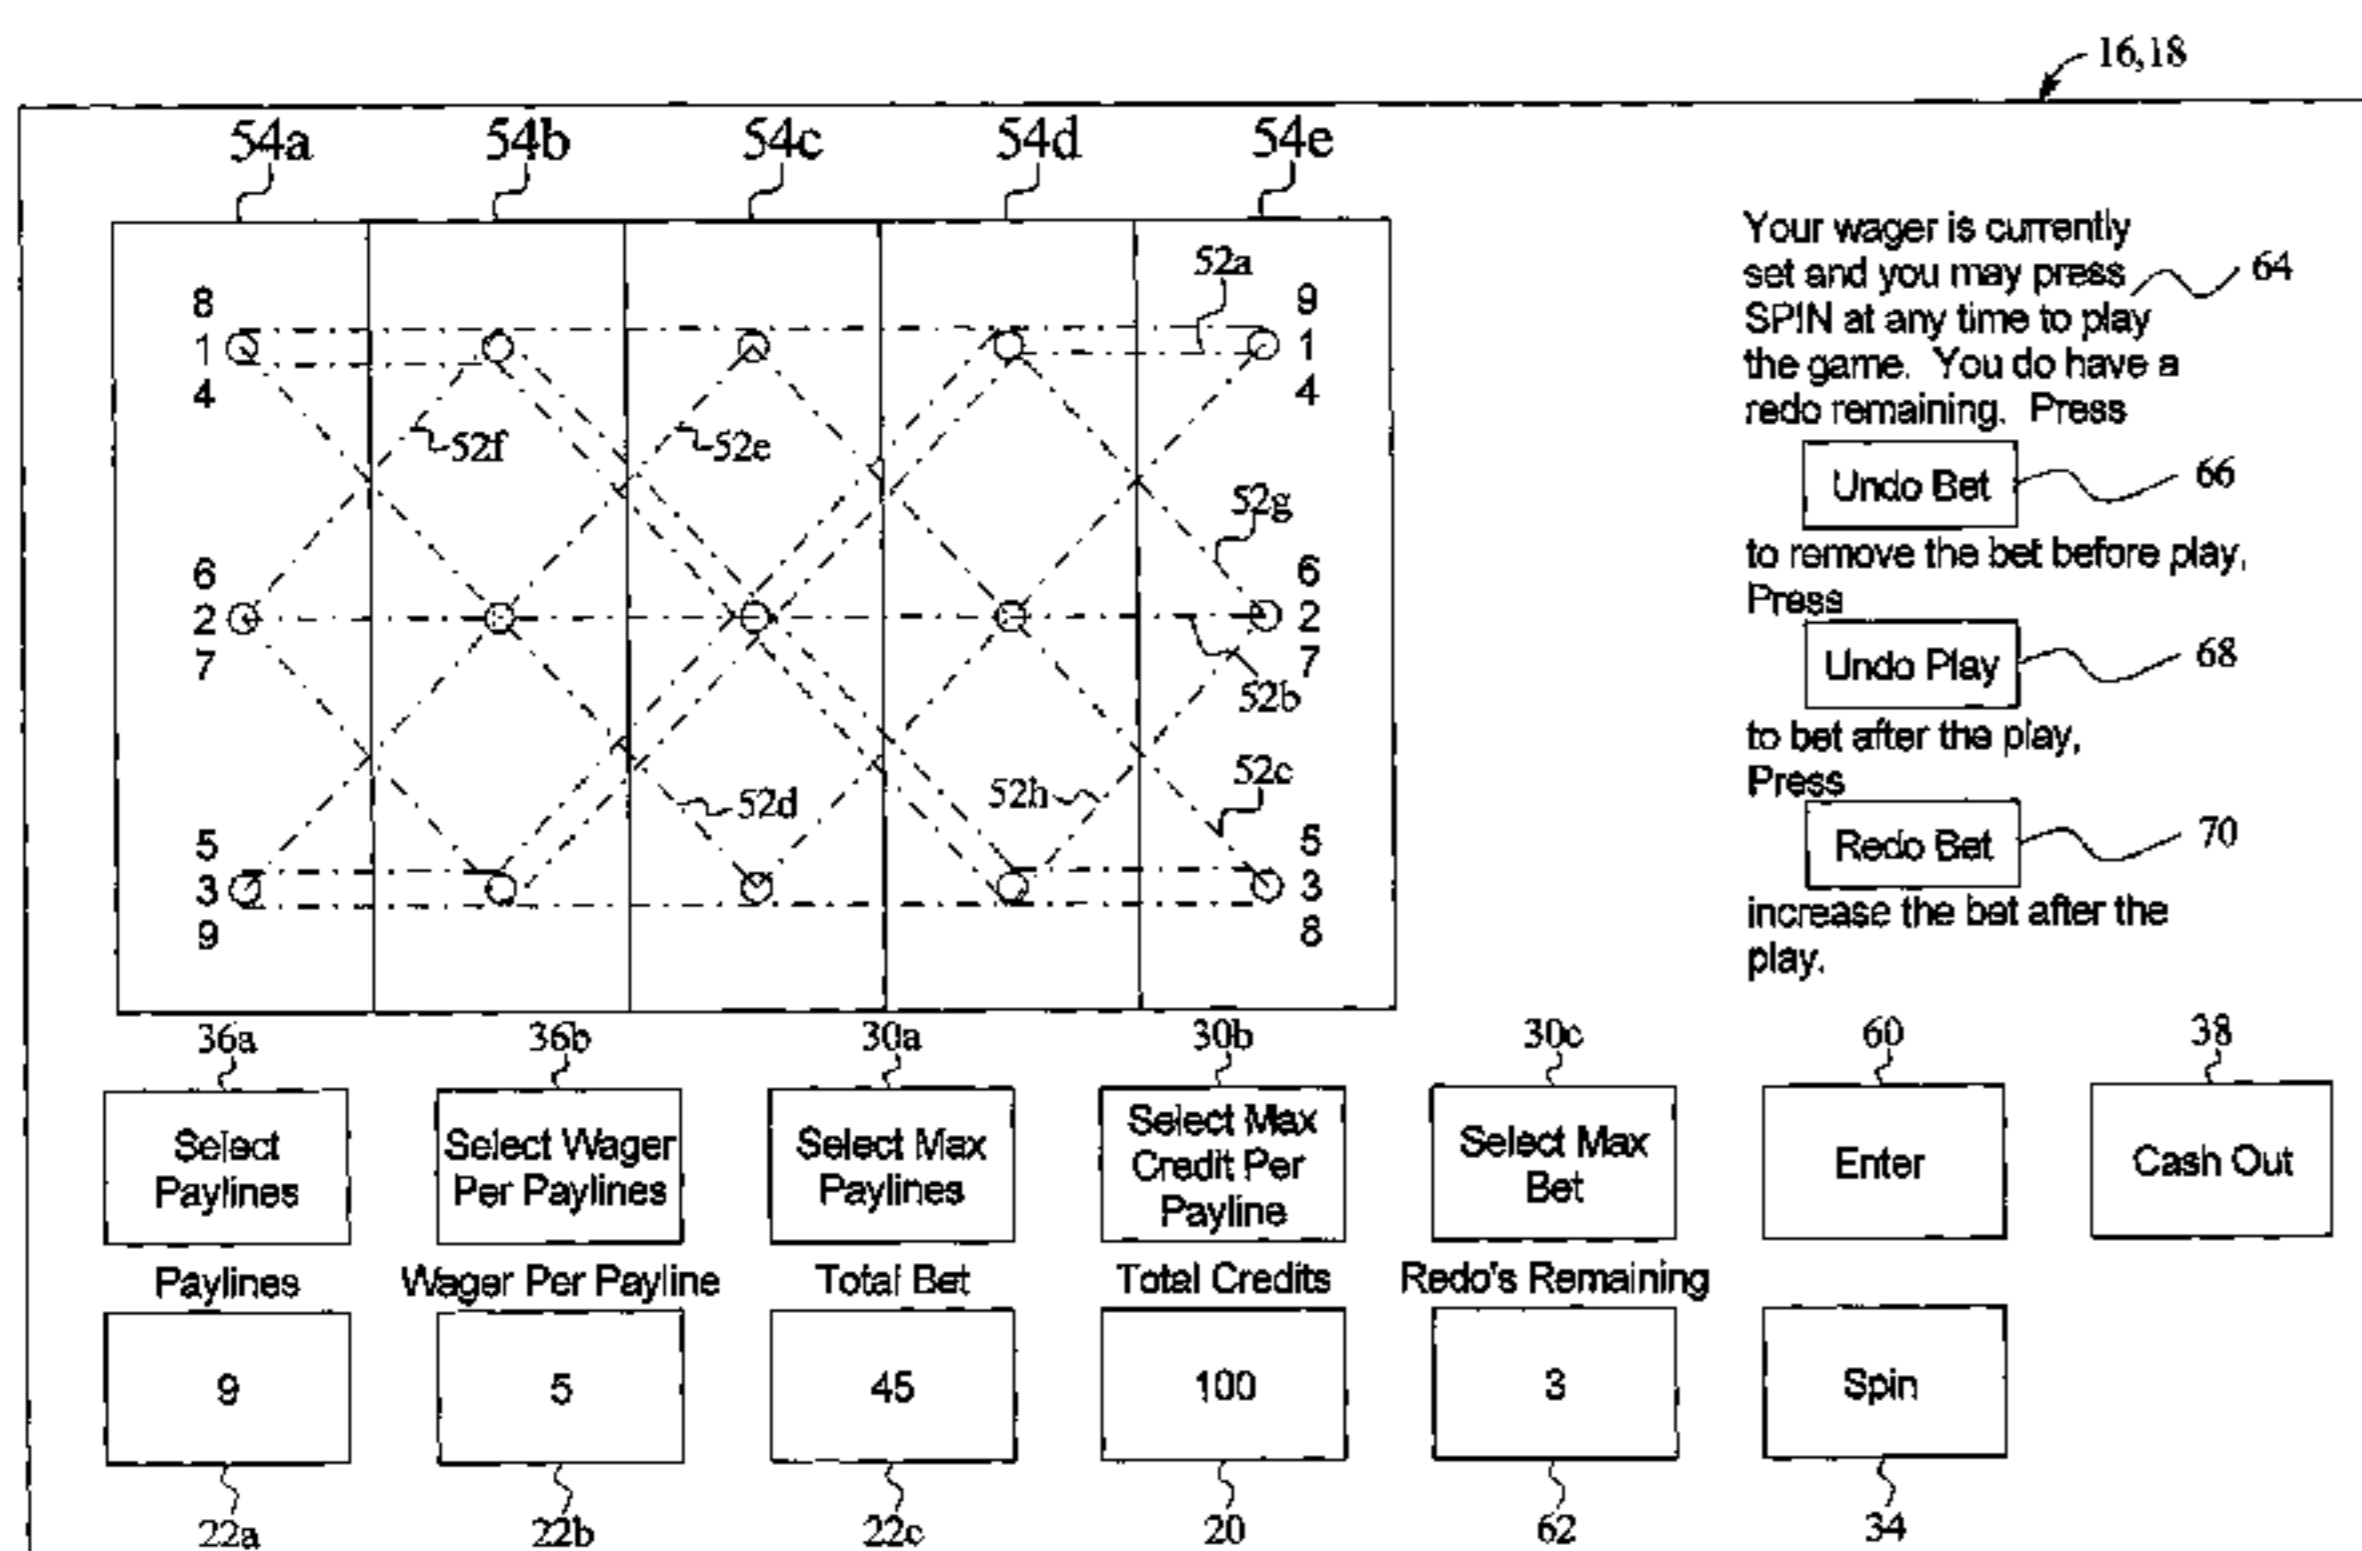 16,18
54a 54b 54c 54d 54e
52a
8 9
1 1
4 4
52f 52e
52g
6 6
2 2
7 7
52b
52d 52h 52c
5 5
3 3
9 8
Your wager is currently
set and you may press 64
SPIN at any time to play
the game. You do have a
redo remaining. Press
Undo Bet 66
to remove the bet before play,
Press
Undo Play 68
to bet after the play,
Press
Redo Bet 70
increase the bet after the
play.
36a 36b 30a 30b 30c 60 38
Select
Paylines
Select Wager
Per Paylines
Select Max
Paylines
Select Max
Credit Per
Payline
Select Max
Bet
Enter
Cash Out
Paylines Wager Per Payline Total Bet Total Credits Redo's Remaining
9 5 45 100 3 Spin
22a 22b 22c 20 62 34